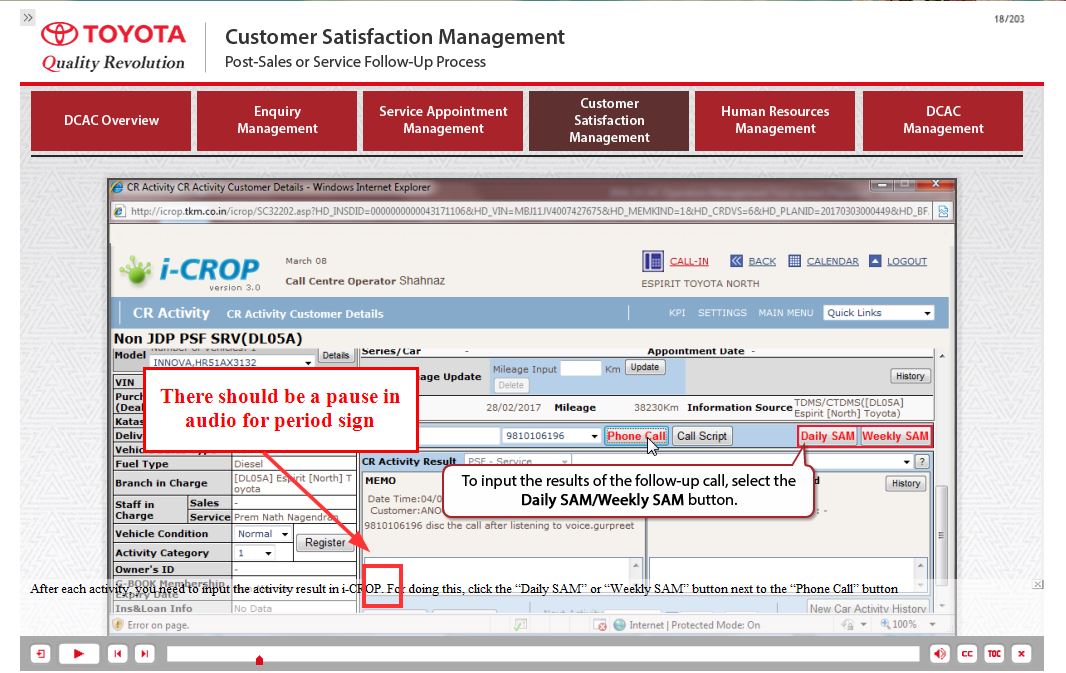 18/203
TOYOTA
Quality Revolution
Customer Satisfaction Management
Post-Sales or Service Follow-Up Process
DCAC Overview
Enquiry
Management
Service Appointment
Management
Customer
Satisfaction
Management
Human Resources
Management
DCAC
Management
CR Activity CR Activity Customer Details - Windows Internet Explorer
http://icrop.tkm.co.in/icrop/SC32202.asp?HD_INSDID=0000000000043171106&HD_VIN=MBJ11JV4007427675&HD_MEMKIND=1&HD_CRDVS=6&HD_PLANID=20170303000449&HD_BF.
i-CROP
version 3.0
March 08
Call Centre Operator Shahnaz
CALL-IN
BACK
CALENDAR
LOGOUT
ESPIRIT TOYOTA NORTH
CR Activity
CR Activity Customer Details
KPI SETTINGS MAIN MENU Quick Links
Non JDP PSF SRV(DL05A)
Model
Number of Vehicles: 1
INNOVA,HR51AX3132
Details
Series/Car -
Appointment Date -
VIN
Mileage Input
Km
Update
age Update
Delete
History
There should be a pause in
audio for period sign
28/02/2017 Mileage 38230Km Information Source
TDMS/CTDMS([DL05A]
Espirit [North] Toyota)
9810106196
Phone Call
Call Script
Daily SAM
Weekly SAM
Fuel Type Diesel
Branch in Charge
[DL05A] Espirit [North] T
oyota
Staff in
Charge
Sales -
Service Prem Nath Nagendran
Vehicle Condition Normal
Register
Activity Category 1
Owner's ID -
G-BOOK Membership
Expiry Date
Ins&Loan Info No Data
CR Activity Result PSF - Service
?
MEMO
History
Date Time:04/0
Customer:ANO
9810106196 disc the call after listening to voice.gurpreet
To input the results of the follow-up call, select the
Daily SAM/Weekly SAM button.
After each activity, you need to input the activity result in i-CROP. For doing this, click the “Daily SAM” or “Weekly SAM” button next to the “Phone Call” button
New Car Activity History
Error on page.
Internet | Protected Mode: On
100%
CC
TOC